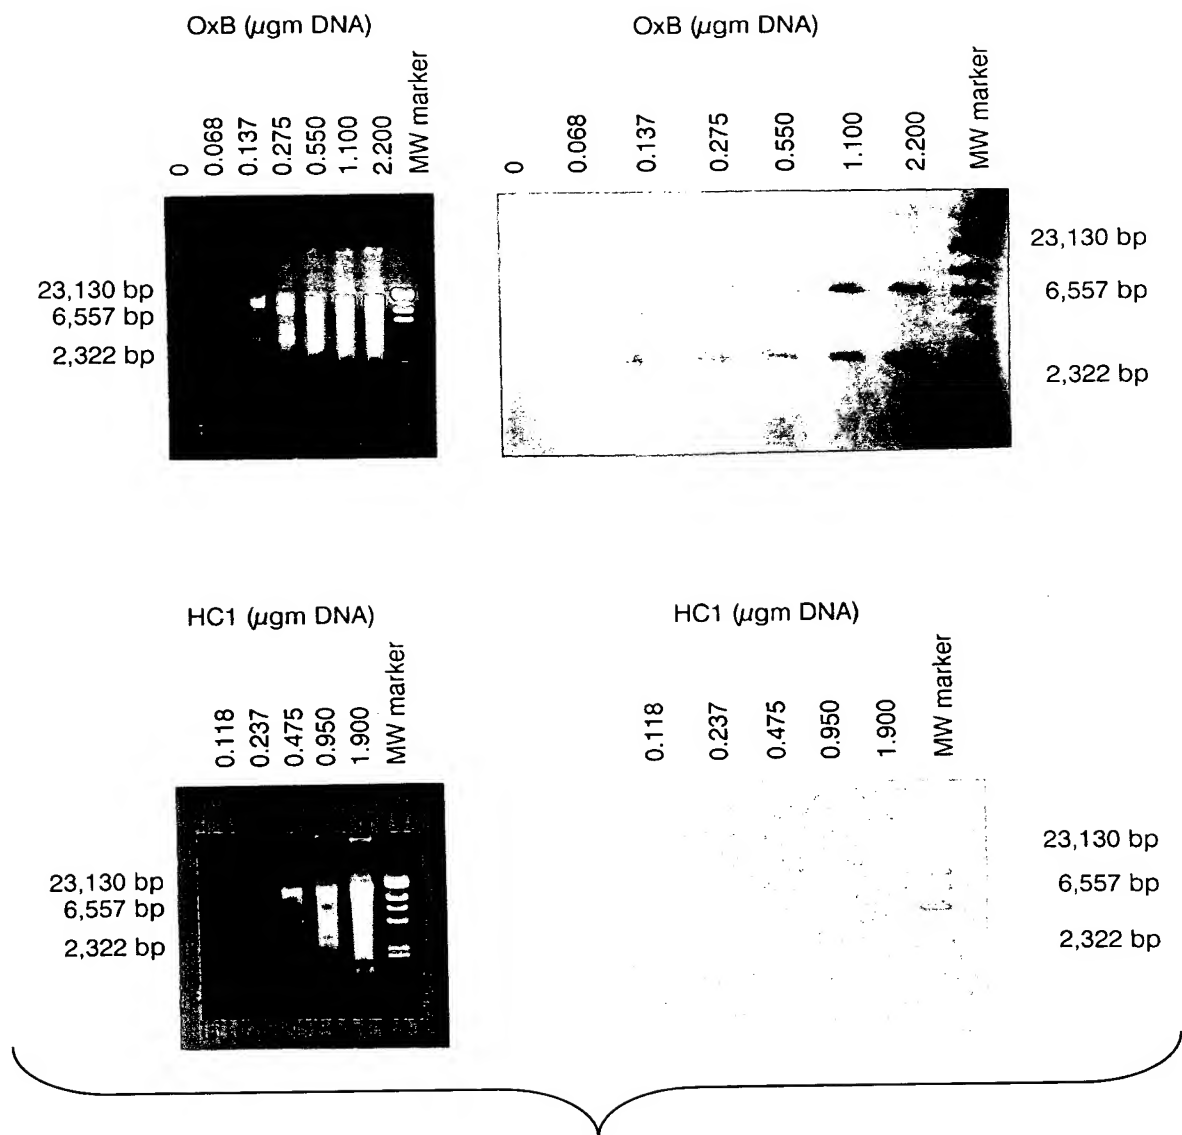 OxB (µgm DNA)
0
0.068
0.137
0.275
0.550
1.100
2.200
MW marker
23,130 bp
6,557 bp
2,322 bp
OxB (µgm DNA)
0
0.068
0.137
0.275
0.550
1.100
2.200
MW marker
23,130 bp
6,557 bp
2,322 bp
HC1 (µgm DNA)
0.118
0.237
0.475
0.950
1.900
MW marker
23,130 bp
6,557 bp
2,322 bp
HC1 (µgm DNA)
0.118
0.237
0.475
0.950
1.900
MW marker
23,130 bp
6,557 bp
2,322 bp